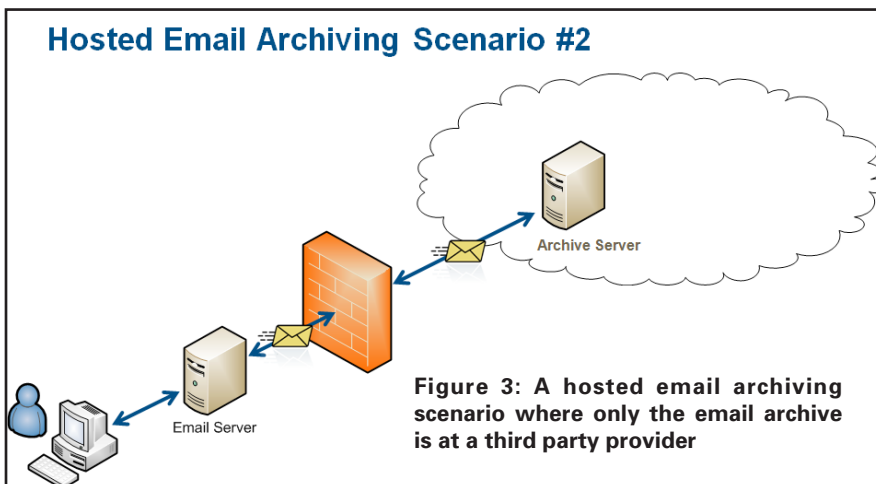 Hosted Email Archiving Scenario #2
Archive Server
Email Server
Figure 3: A hosted email archiving
scenario where only the email archive
is at a third party provider